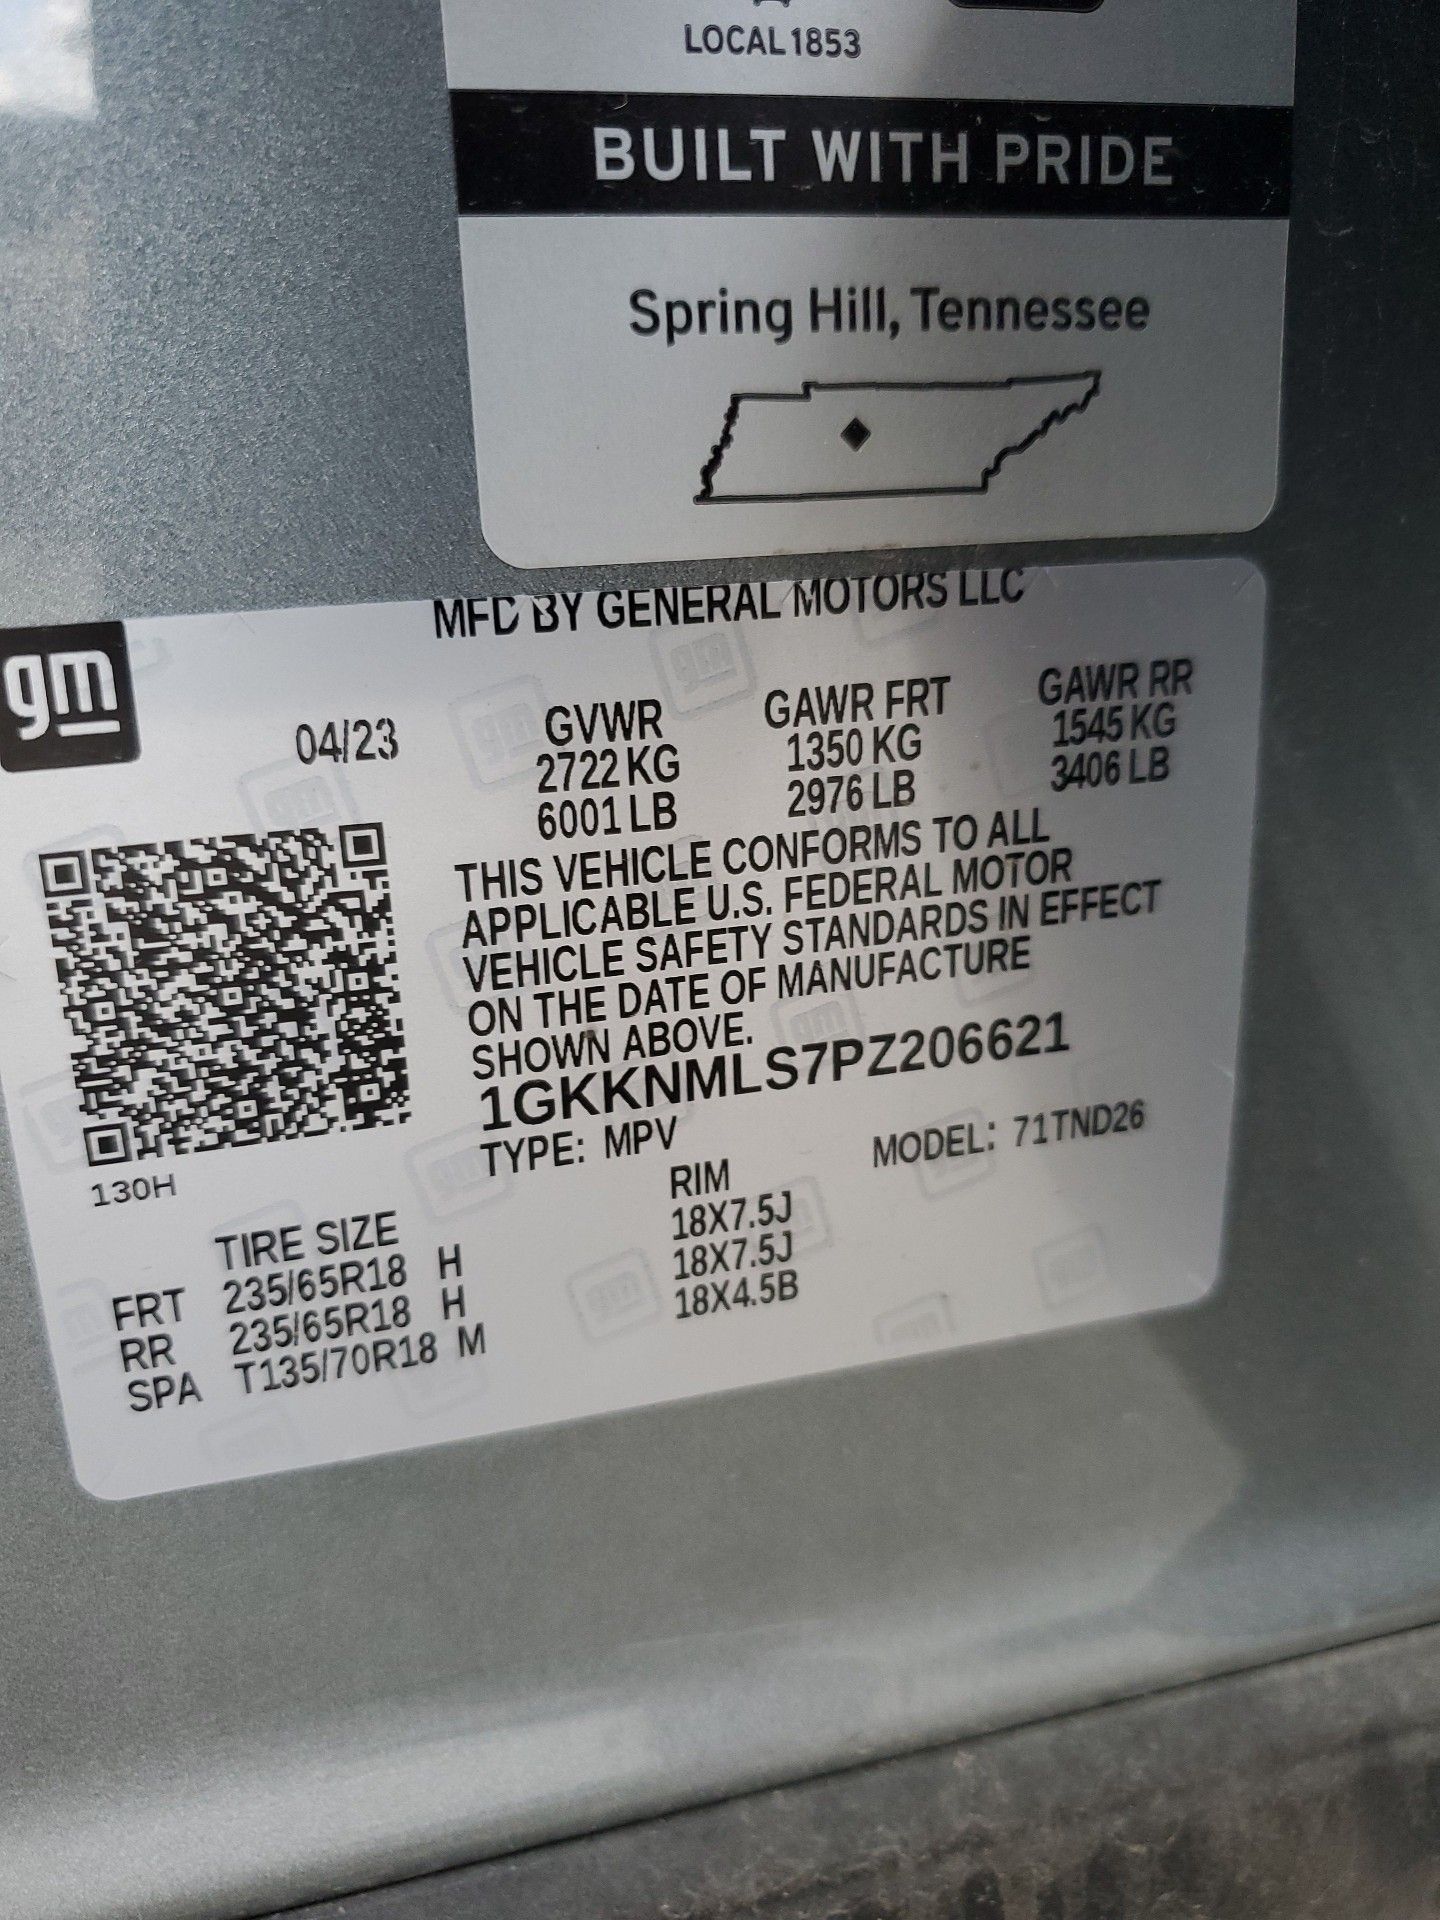 LOCAL 1853
BUILT WITH PRIDE
Spring Hill, Tennessee
MFD BY GENERAL MOTORS LLC
gm
04/23
GVWR
2722 KG
6001 LB
GAWR FRT
1350 KG
2976 LB
GAWR RR
1545 KG
3406 LB
THIS VEHICLE CONFORMS TO ALL
APPLICABLE U.S. FEDERAL MOTOR
VEHICLE SAFETY STANDARDS IN EFFECT
ON THE DATE OF MANUFACTURE
SHOWN ABOVE.
1GKKNMLS7PZ206621
TYPE: MPV
MODEL: 71TND26
130H
TIRE SIZE RIM
FRT 235/65R18 H 18X7.5J
RR 235/65R18 H 18X7.5J
SPA T135/70R18 M 18X4.5B